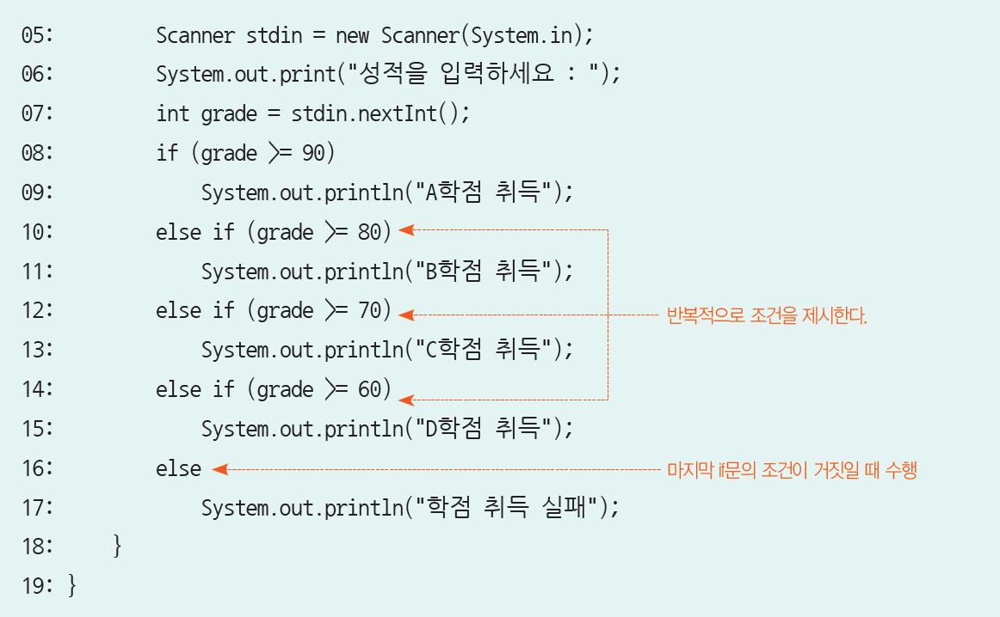 05: Scanner stdin = new Scanner(System.in);
06: System.out.print("성적을 입력하세요 : ");
07: int grade = stdin.nextInt();
08: if (grade >= 90)
09: System.out.println("A학점 취득");
10: else if (grade >= 80)
11: System.out.println("B학점 취득");
12: else if (grade >= 70)
반복적으로 조건을 제시한다.
13: System.out.println("C학점 취득");
14: else if (grade >= 60)
15: System.out.println("D학점 취득");
16: else
마지막 if문의 조건이 거짓일 때 수행
17: System.out.println("학점 취득 실패");
18: }
19: }